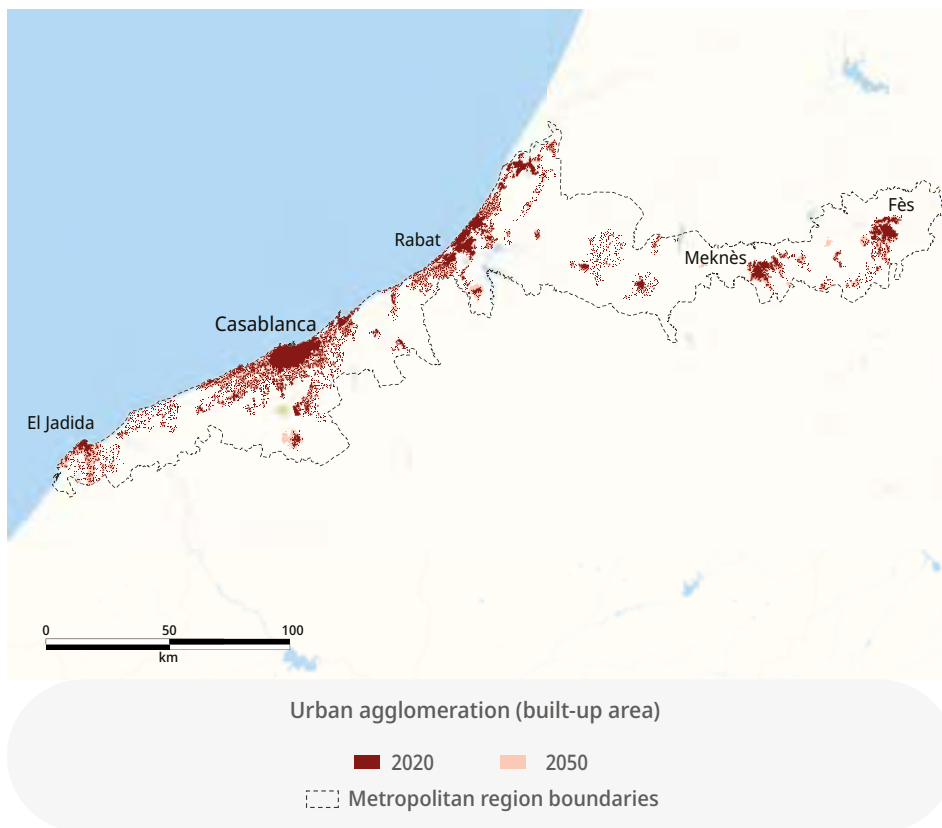 Fès
Rabat
Meknès
Casablanca
El Jadida
0 50 100
km
Urban agglomeration (built-up area)
2020 2050
Metropolitan region boundaries